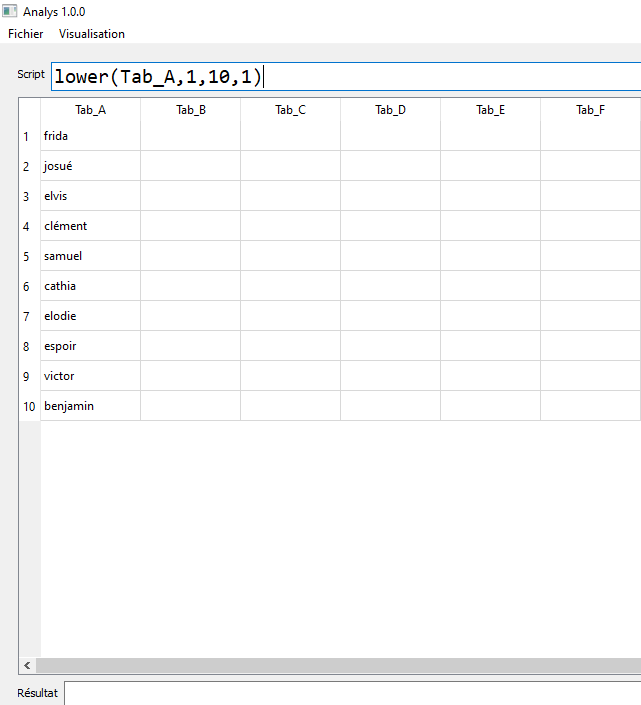 Analys 1.0.0
Fichier Visualisation
Script lower(Tab_A,1,10,1)
Tab_A Tab_B Tab_C Tab_D Tab_E Tab_F
1 frida
2 josué
3 elvis
4 clément
5 samuel
6 cathia
7 elodie
8 espoir
9 victor
10 benjamin
Résultat